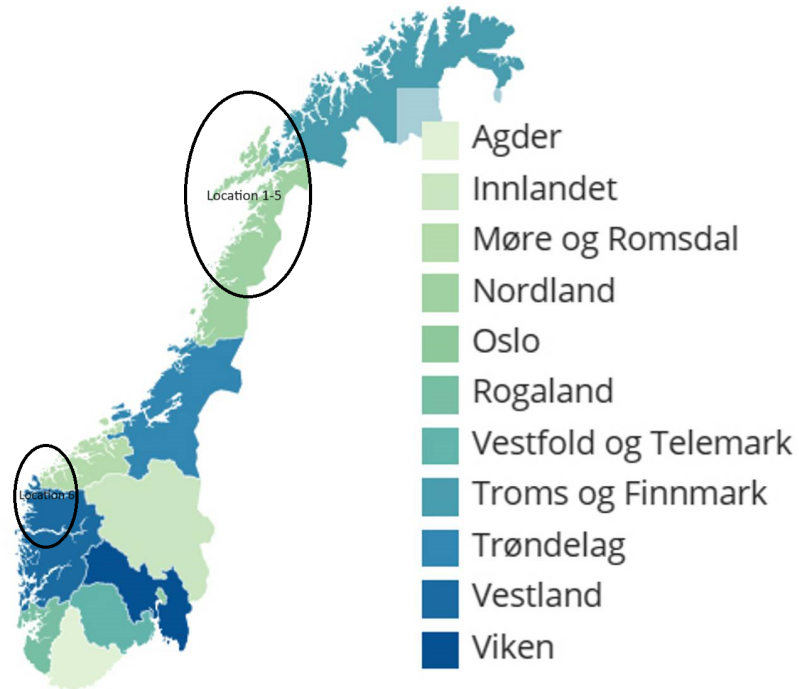 Agder
Innlandet
Møre og Romsdal
Location 1-5
Nordland
Oslo
Rogaland
Vestfold og Telemark
Location 6
Troms og Finnmark
Trøndelag
Vestland
Viken